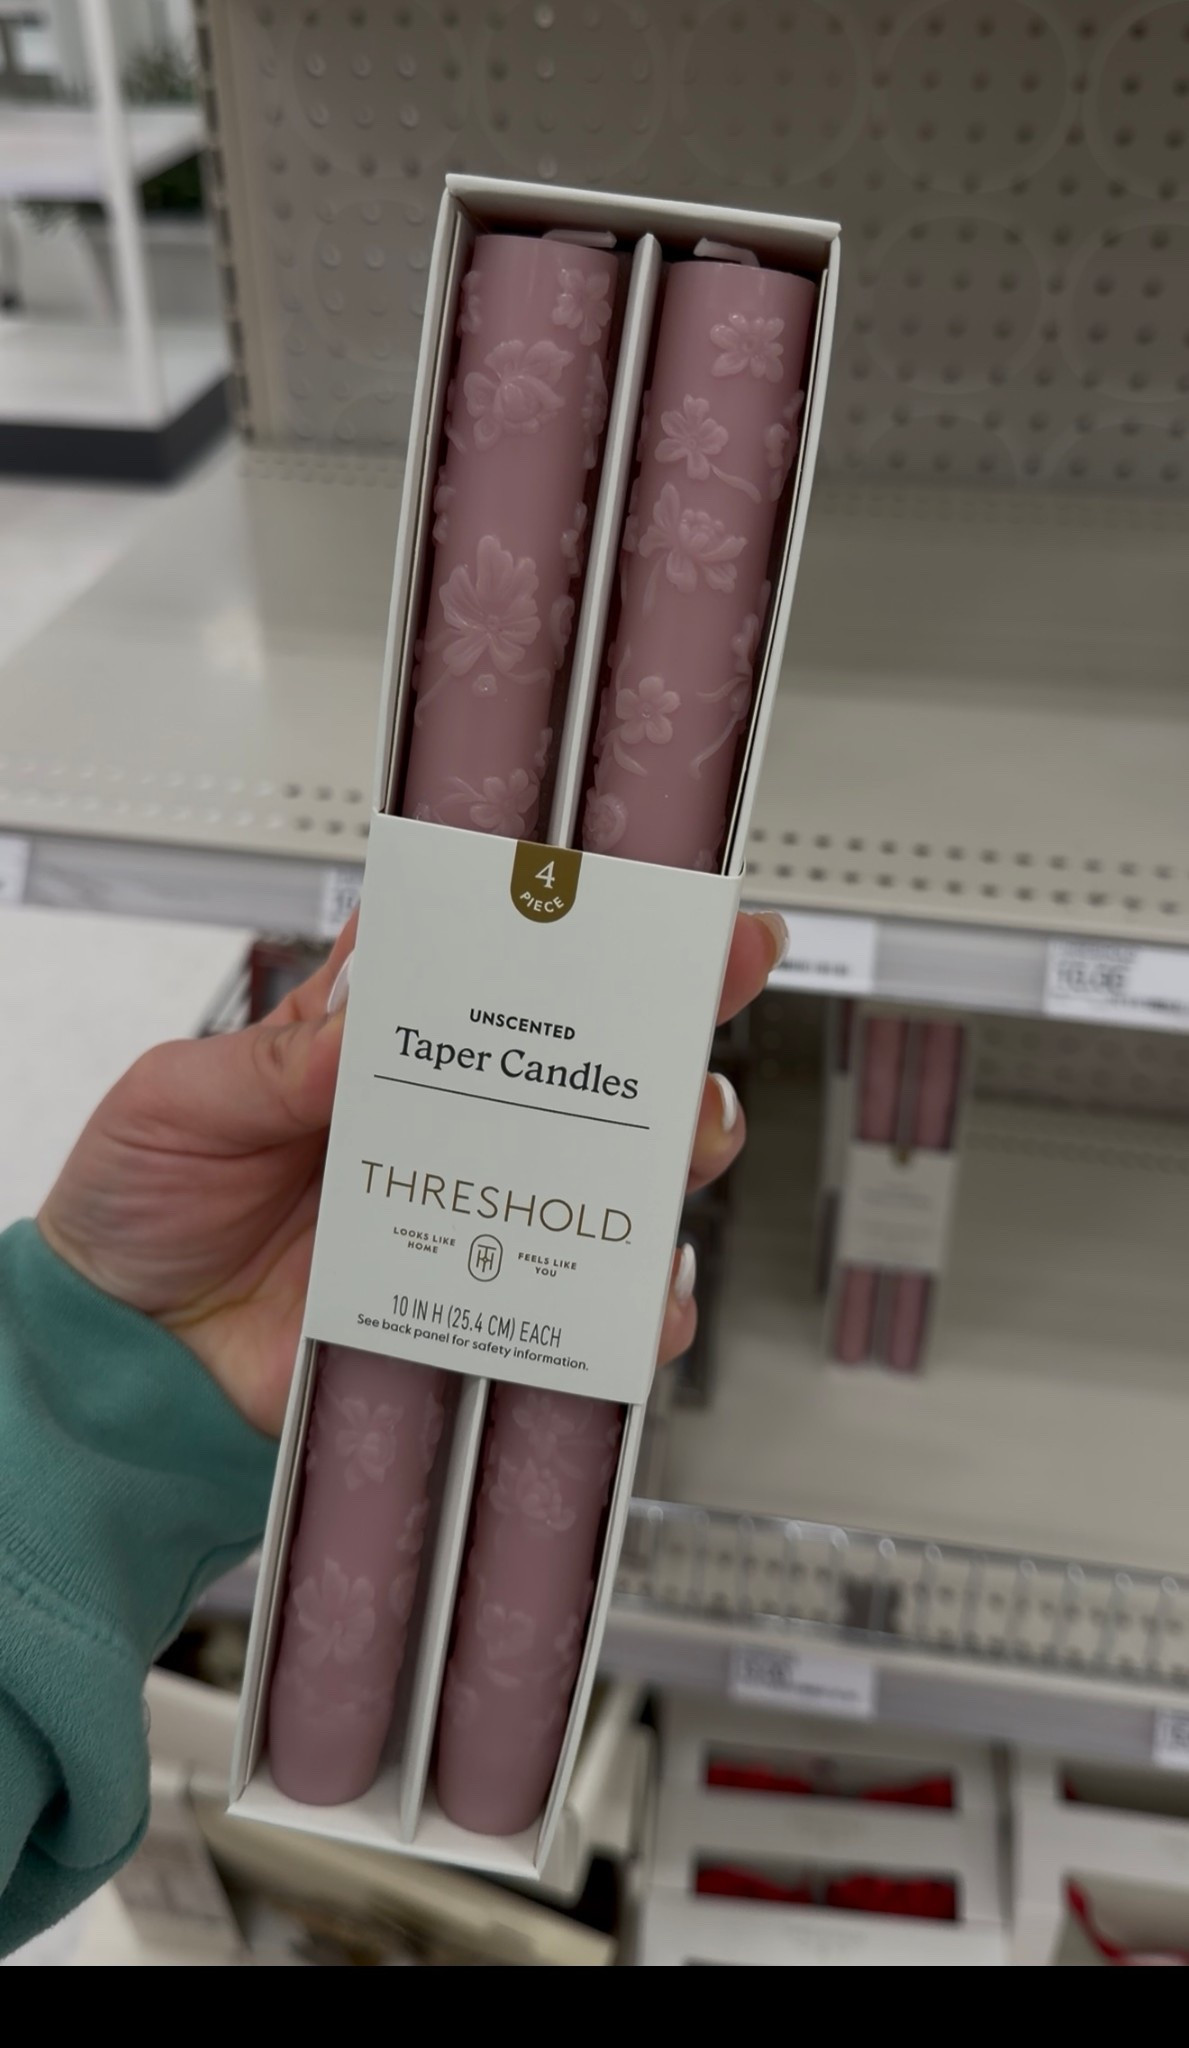 4
PIECE
UNSCENTED
Taper Candles
THRESHOLD™
LOOKS LIKE
HOME
FEELS LIKE
YOU
10 IN H (25.4 CM) EACH
See back panel for safety information.